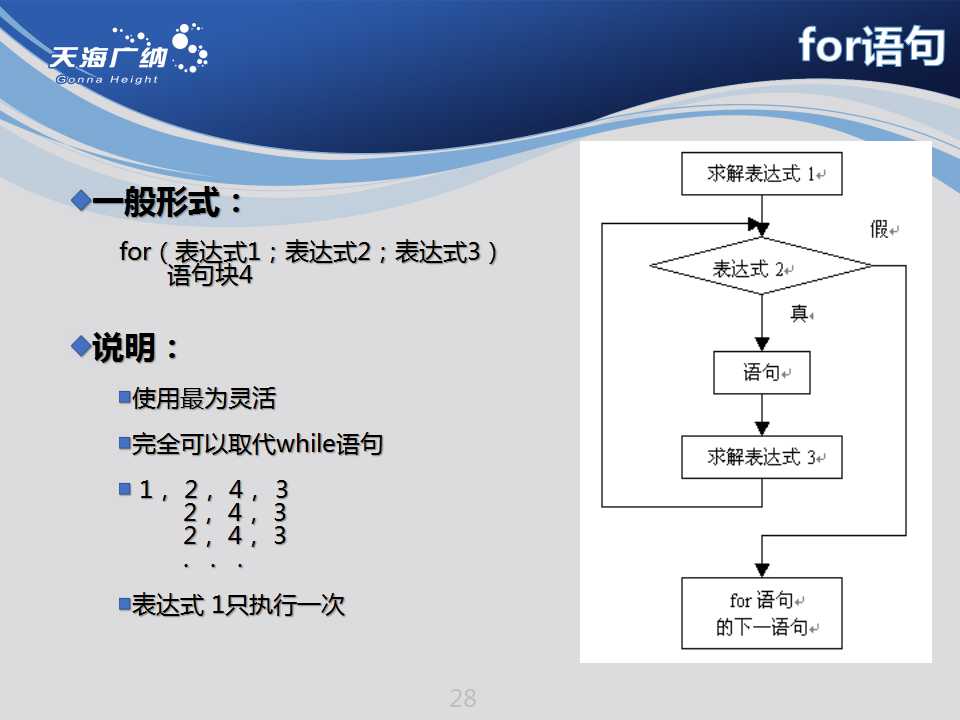 天海广纳
Gonna Height
for语句
一般形式：
for（表达式1；表达式2；表达式3）
语句块4
说明：
使用最为灵活
完全可以取代while语句
1， 2， 4， 3
2， 4， 3
2， 4， 3
. . .
表达式 1只执行一次
求解表达式 1↵
假↵
表达式 2↵
真↵
语句↵
求解表达式 3↵
for 语句↵
的下一语句↵
28